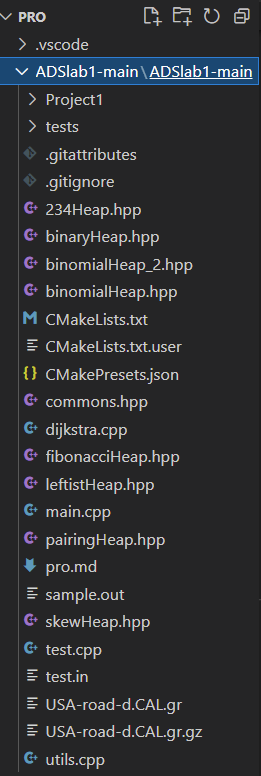 PRO
.vscode
ADSlab1-main\ADSlab1-main
Project1
tests
.gitattributes
.gitignore
234Heap.hpp
binaryHeap.hpp
binomialHeap_2.hpp
binomialHeap.hpp
CMakeLists.txt
CMakeLists.txt.user
CMakePresets.json
commons.hpp
dijkstra.cpp
fibonacciHeap.hpp
leftistHeap.hpp
main.cpp
pairingHeap.hpp
pro.md
sample.out
skewHeap.hpp
test.cpp
test.in
USA-road-d.CAL.gr
USA-road-d.CAL.gr.gz
utils.cpp